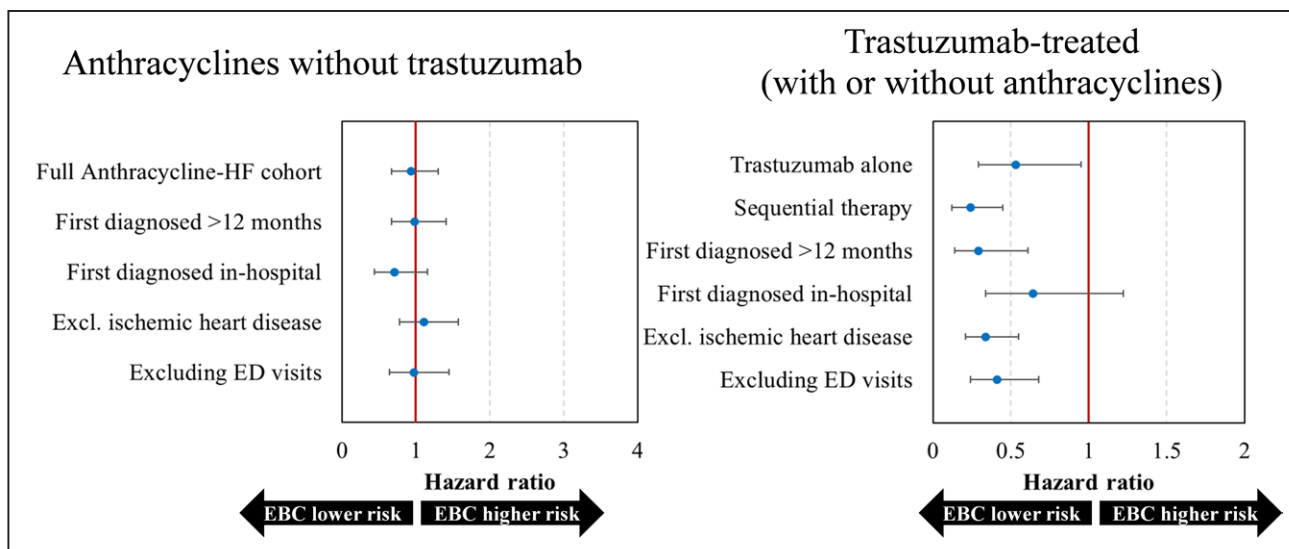 Anthracyclines without trastuzumab
Full Anthracycline-HF cohort
First diagnosed >12 months
First diagnosed in-hospital
Excl. ischemic heart disease
Excluding ED visits
0 1 2 3 4
Hazard ratio
EBC lower risk EBC higher risk
Trastuzumab-treated
(with or without anthracyclines)
Trastuzumab alone
Sequential therapy
First diagnosed >12 months
First diagnosed in-hospital
Excl. ischemic heart disease
Excluding ED visits
0 0.5 1 1.5 2
Hazard ratio
EBC lower risk EBC higher risk